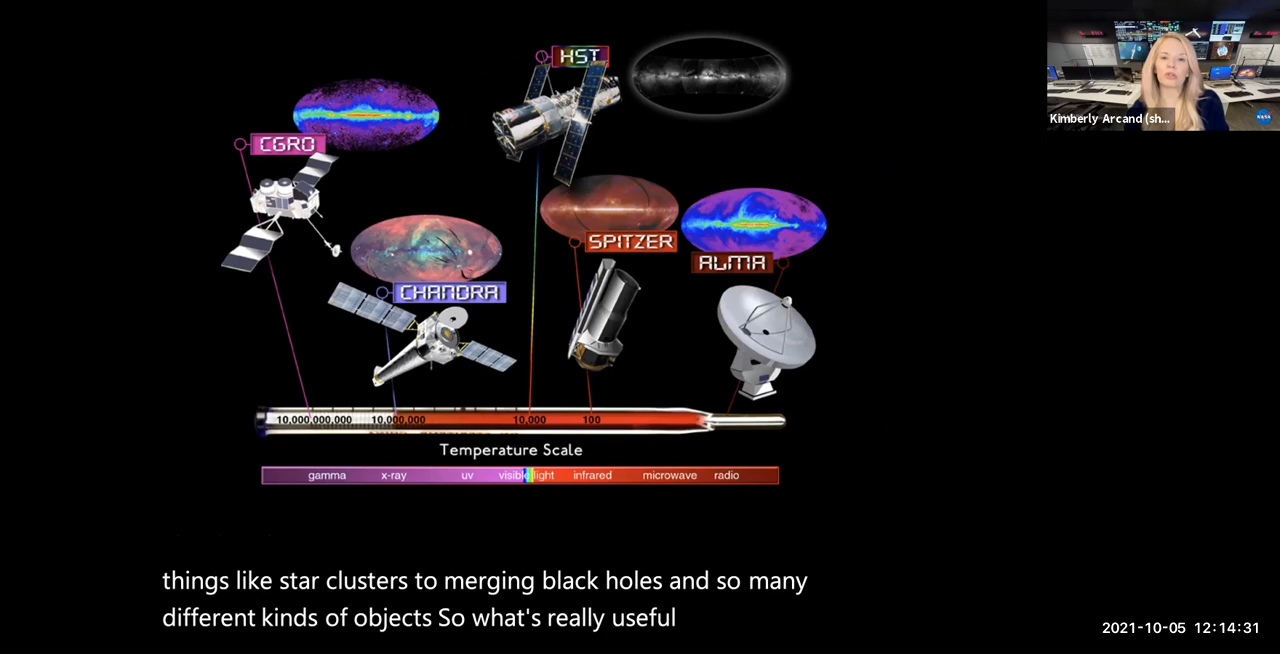 HST
CGRO
SPITZER
ALMA
CHANDRA
10,000,000,000 10,000,000 10,000 100
Temperature Scale
gamma x-ray uv visible light infrared microwave radio
Kimberly Arcand (sh...
NASA
things like star clusters to merging black holes and so many
different kinds of objects So what's really useful
2021-10-05 12:14:31